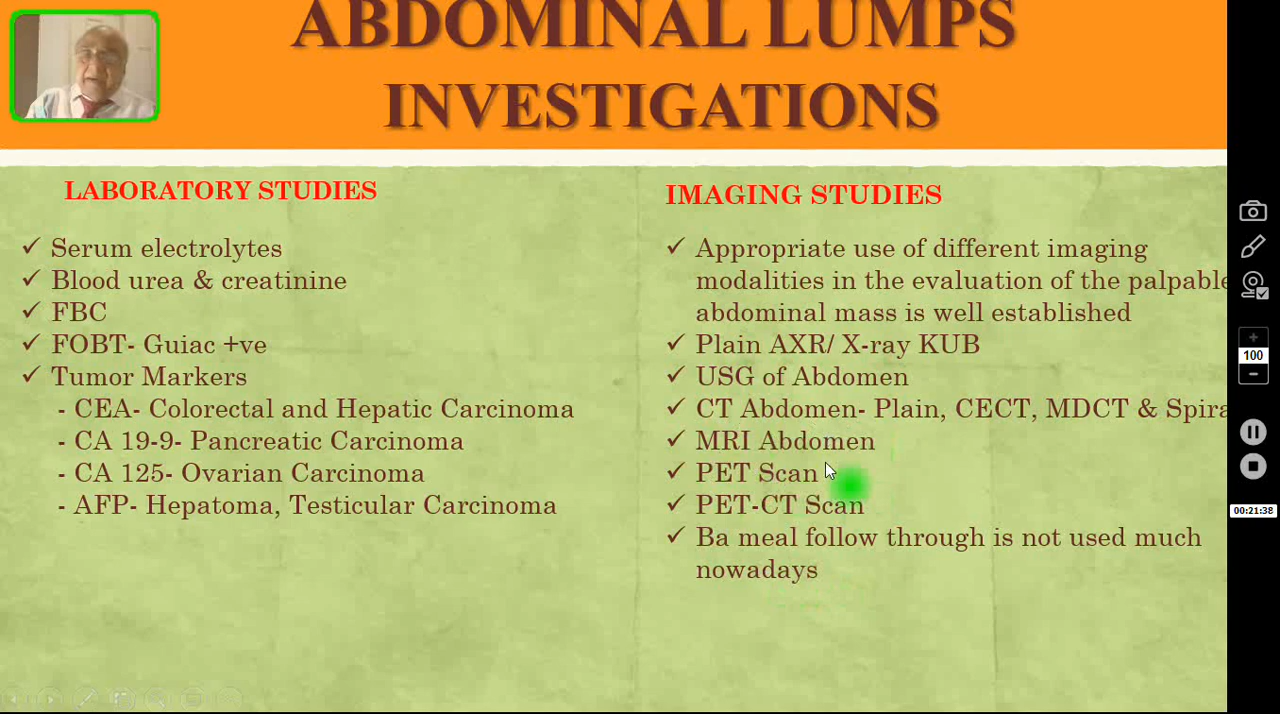 ABDOMINAL LUMPS
INVESTIGATIONS
LABORATORY STUDIES
✓ Serum electrolytes
✓ Blood urea & creatinine
✓ FBC
✓ FOBT- Guiac +ve
✓ Tumor Markers
- CEA- Colorectal and Hepatic Carcinoma
- CA 19-9- Pancreatic Carcinoma
- CA 125- Ovarian Carcinoma
- AFP- Hepatoma, Testicular Carcinoma
IMAGING STUDIES
✓ Appropriate use of different imaging
modalities in the evaluation of the palpable
abdominal mass is well established
✓ Plain AXR/ X-ray KUB
✓ USG of Abdomen
✓ CT Abdomen- Plain, CECT, MDCT & Spira
✓ MRI Abdomen
✓ PET Scan
✓ PET-CT Scan
✓ Ba meal follow through is not used much
nowadays
100
00:21:38